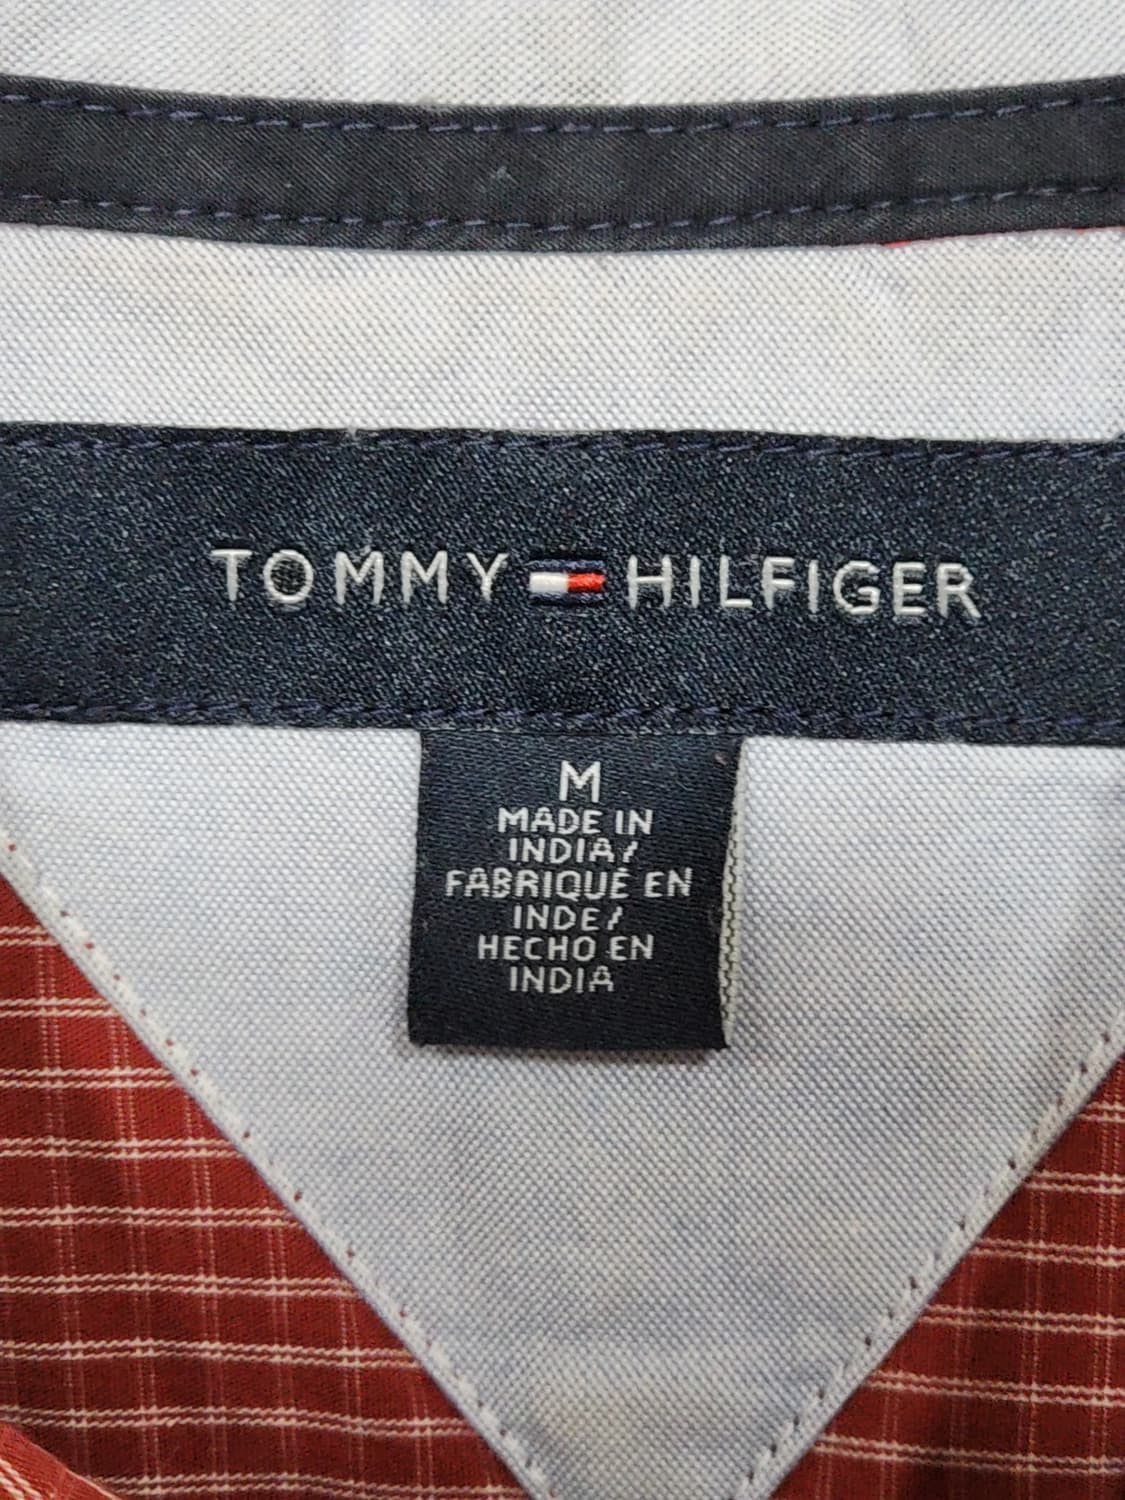 TOMMY HILFIGER
M
MADE IN
INDIA/
FABRIQUÉ EN
INDE/
HECHO EN
INDIA